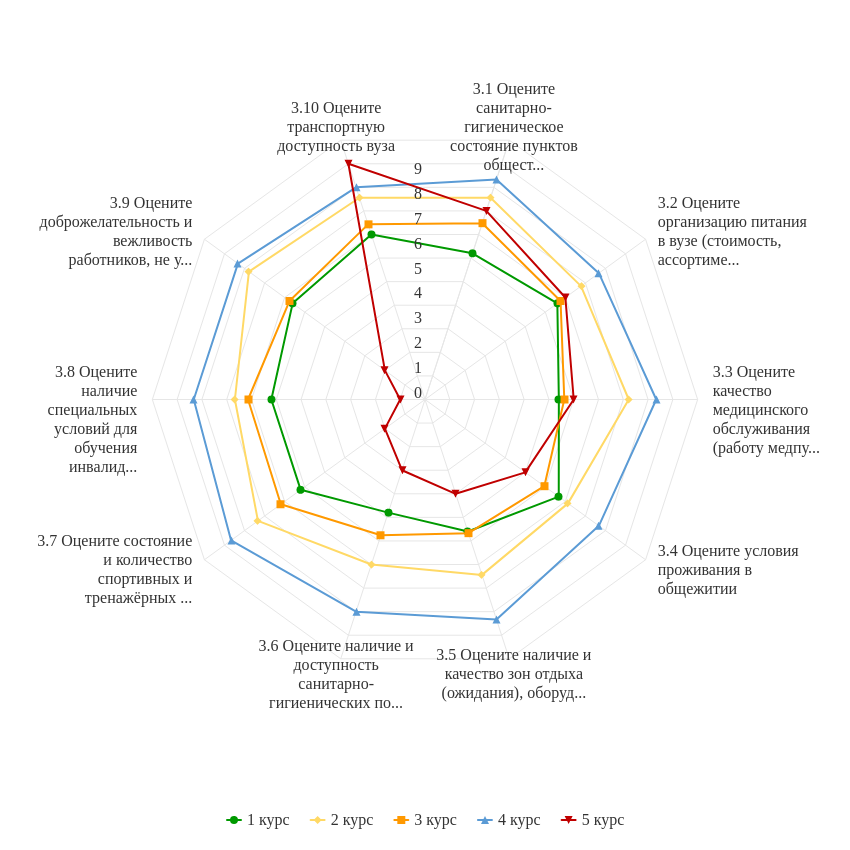 3.1 Оцените
санитарно-
гигиеническое
состояние пунктов
общест...
3.10 Оцените
транспортную
доступность вуза
9
8
7
6
5
4
3
2
1
0
3.9 Оцените
доброжелательность и
вежливость
работников, не у...
3.2 Оцените
организацию питания
в вузе (стоимость,
ассортиме...
3.8 Оцените
наличие
специальных
условий для
обучения
инвалид...
3.3 Оцените
качество
медицинского
обслуживания
(работу медпу...
3.7 Оцените состояние
и количество
спортивных и
тренажёрных ...
3.4 Оцените условия
проживания в
общежитии
3.6 Оцените наличие и
доступность
санитарно-
гигиенических по...
3.5 Оцените наличие и
качество зон отдыха
(ожидания), оборуд...
1 курс 2 курс 3 курс 4 курс 5 курс